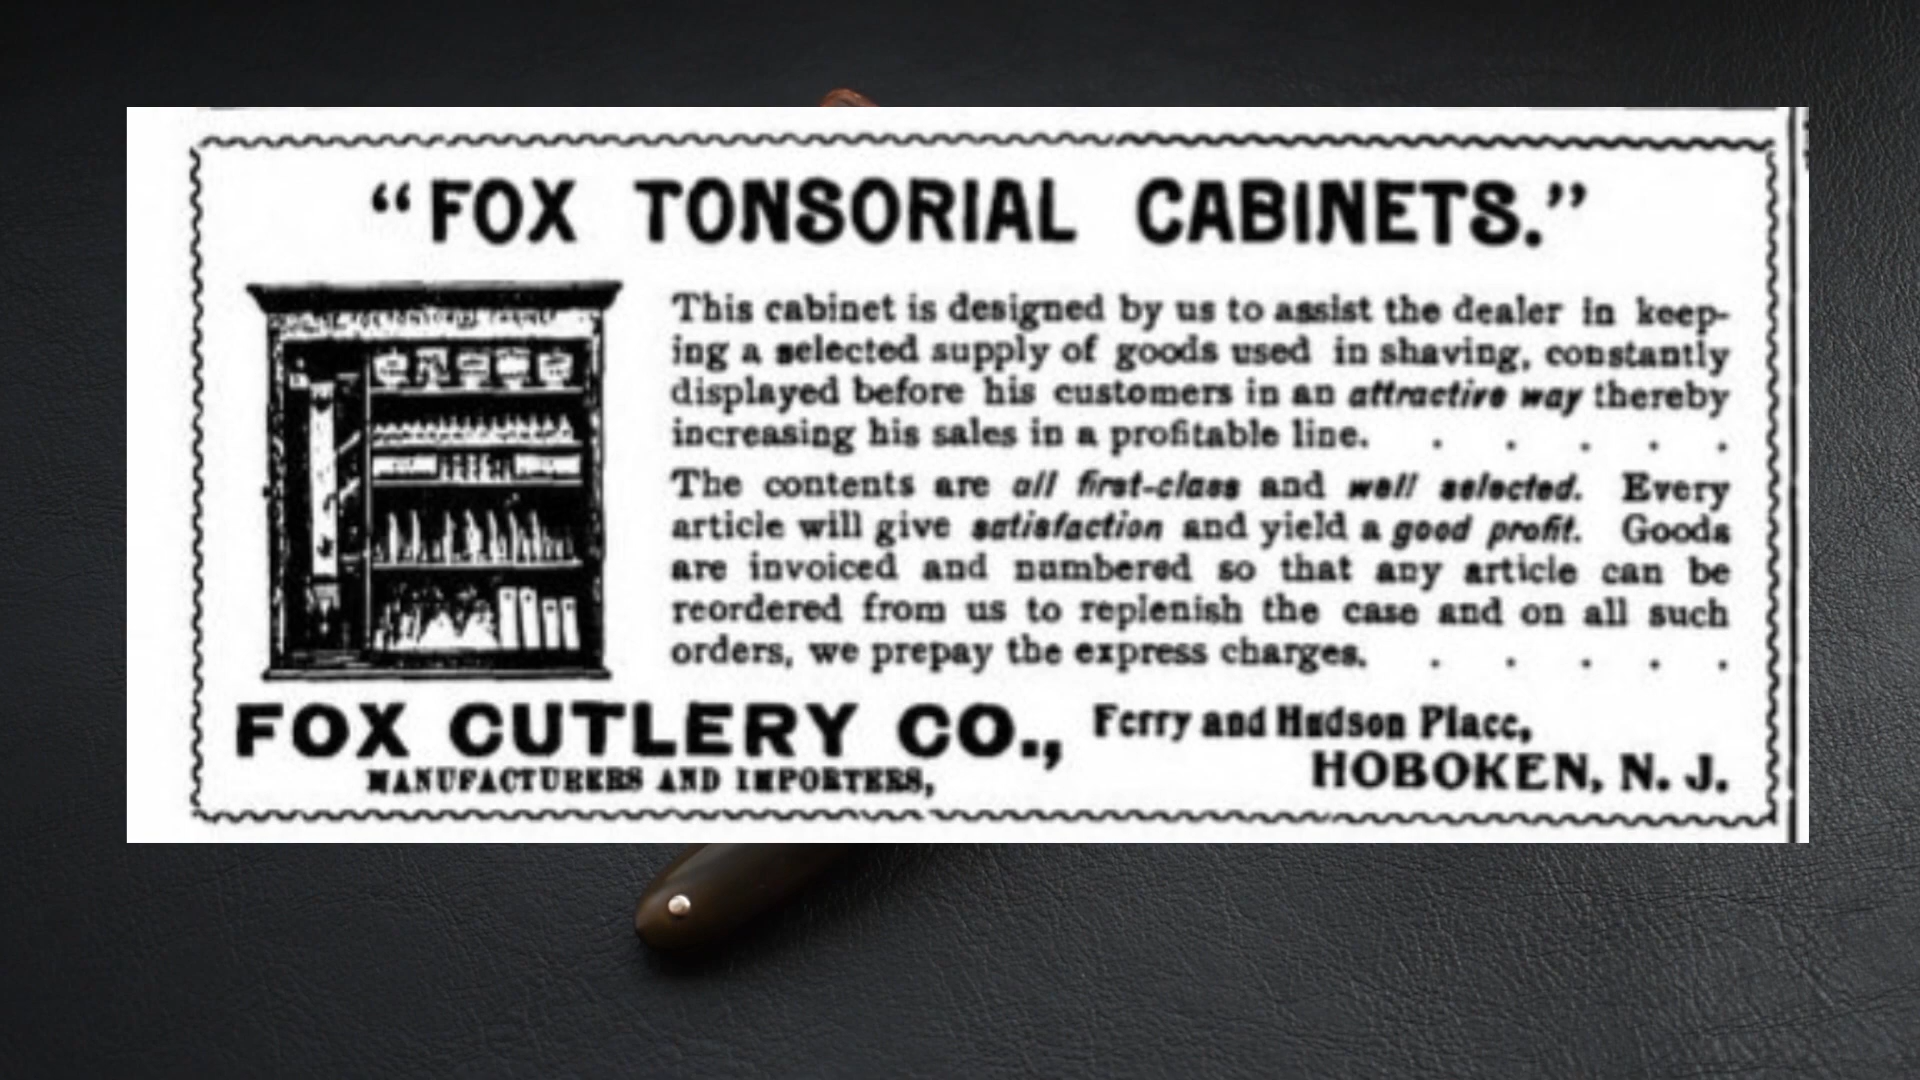 “FOX TONSORIAL CABINETS.”
This cabinet is designed by us to assist the dealer in keep-
ing a selected supply of goods used in shaving, constantly
displayed before his customers in an attractive way thereby
increasing his sales in a profitable line. . . . . .
The contents are all first-class and well selected. Every
article will give satisfaction and yield a good profit. Goods
are invoiced and numbered so that any article can be
reordered from us to replenish the case and on all such
orders, we prepay the express charges. . . . . .
FOX CUTLERY CO.,
MANUFACTURERS AND IMPORTERS,
Ferry and Hudson Place,
HOBOKEN, N. J.